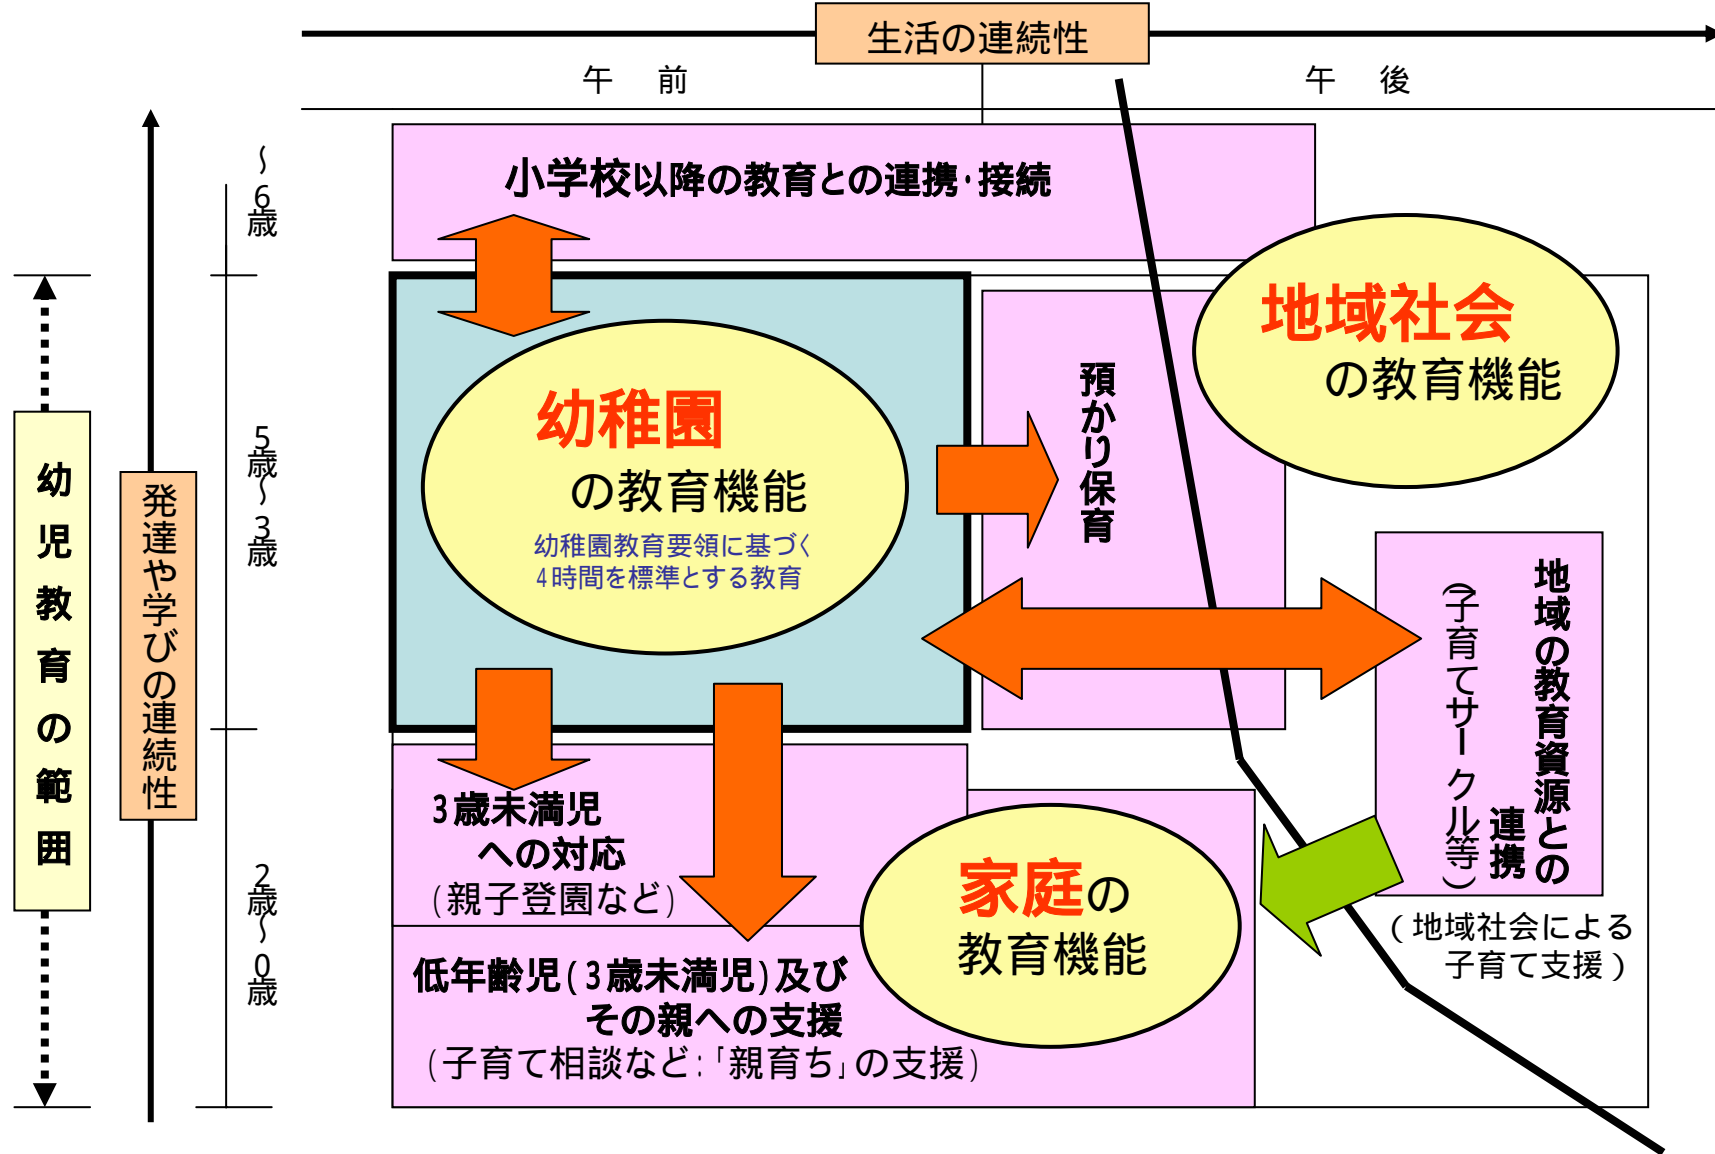 生活の連続性
午　前
午　後
～6歳
小学校以降の教育との連携・接続
地域社会
の教育機能
幼稚園
の教育機能
幼稚園教育要領に基づく
4時間を標準とする教育
預かり保育
5歳～3歳
幼児教育の範囲
発達や学びの連続性
地域の教育資源との
連携
(子育てサークル等)
3歳未満児
への対応
(親子登園など)
2歳～0歳
家庭の
教育機能
(地域社会による
子育て支援)
低年齢児(3歳未満児)及び
その親への支援
(子育て相談など:「親育ち」の支援)